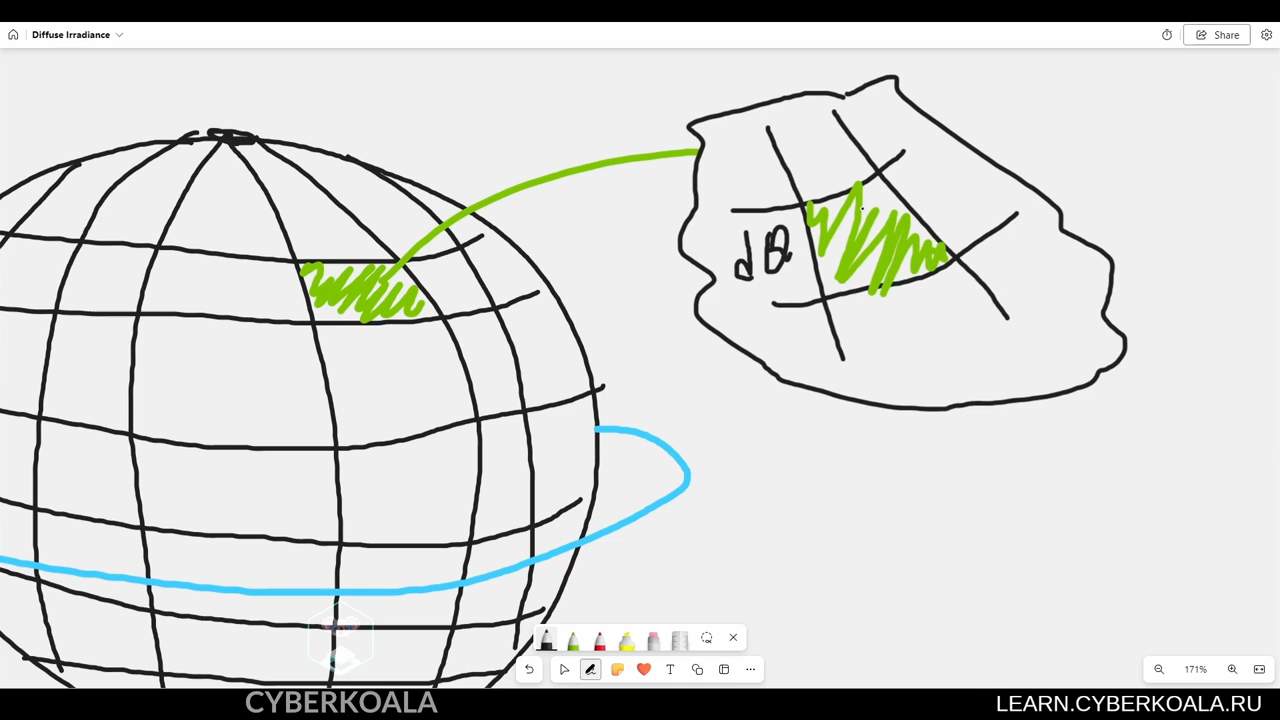 Diffuse Irradiance
Share
dθ
T
171%
CYBERKOALA
LEARN.CYBERKOALA.RU